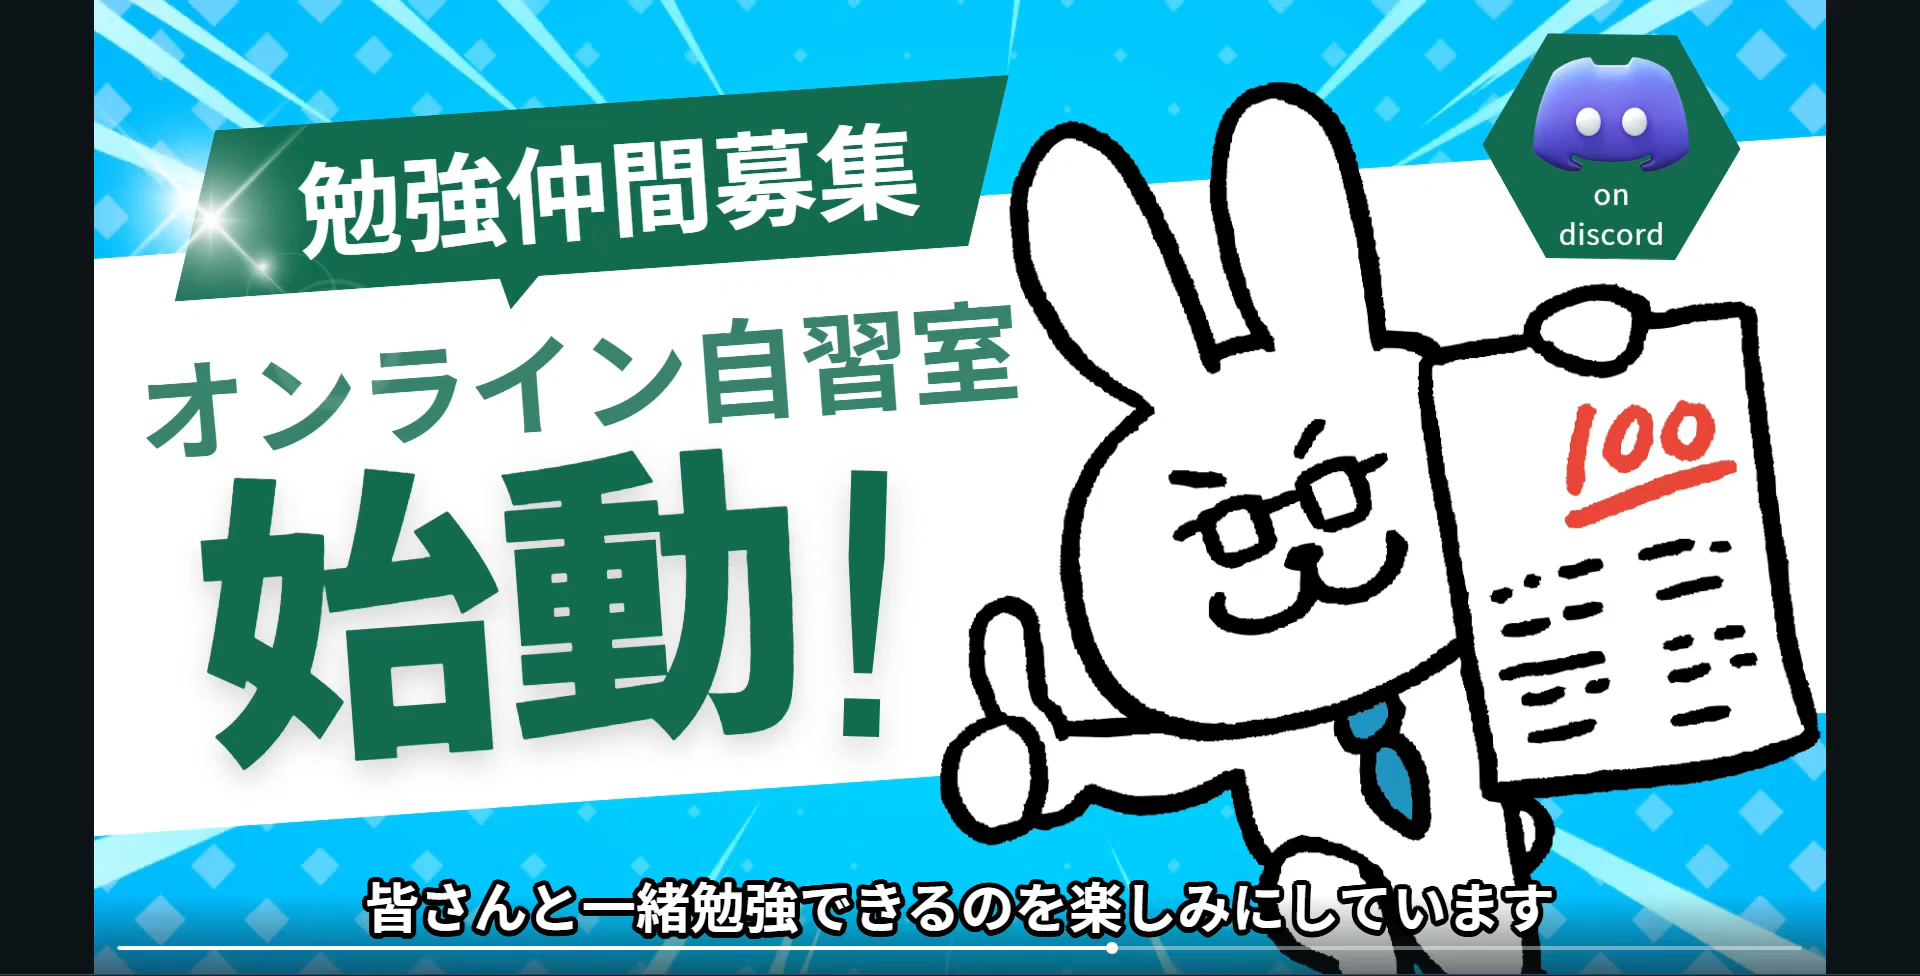 勉強仲間募集
on
discord
オンライン自習室
始動!
100
皆さんと一緒勉強できるのを楽しみにしています